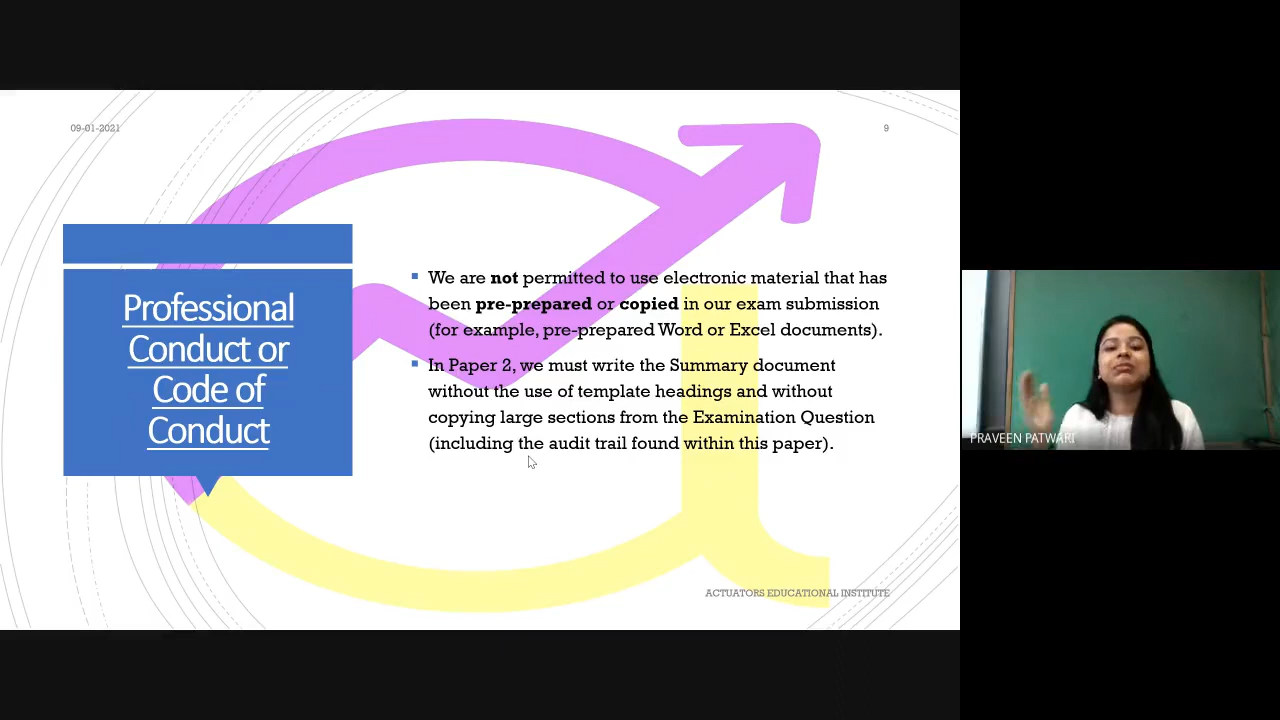 09-01-2021
9
Professional
Conduct or
Code of
Conduct
We are not permitted to use electronic material that has
been pre-prepared or copied in our exam submission
(for example, pre-prepared Word or Excel documents).
In Paper 2, we must write the Summary document
without the use of template headings and without
copying large sections from the Examination Question
(including the audit trail found within this paper).
ACTUATORS EDUCATIONAL INSTITUTE
PRAVEEN PATWARI